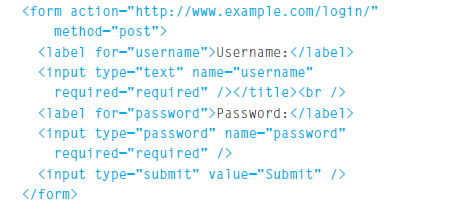 <form action="http://www.example.com/login/"
method="post">
<label for="username">Username:</label>
<input type="text" name="username"
required="required" /></title><br />
<label for="password">Password:</label>
<input type="password" name="password"
required="required" />
<input type="submit" value="Submit" />
</form>